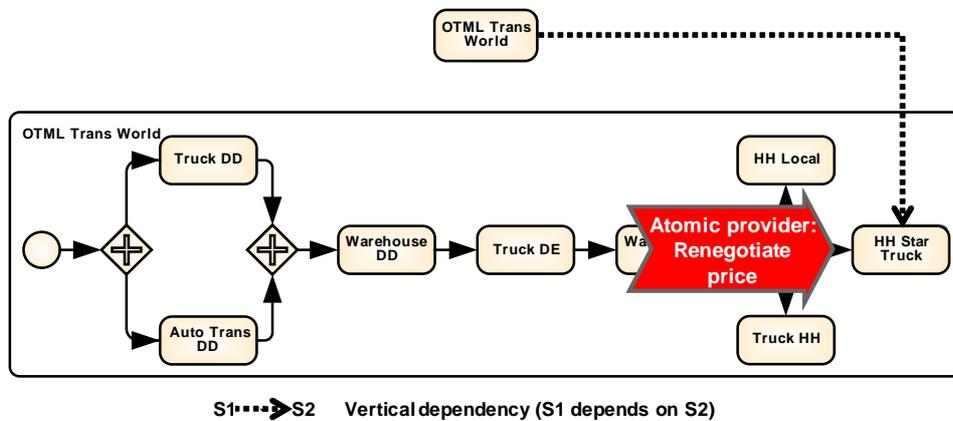 OTML Trans
World
OTML Trans World
Truck DD
HH Local
Warehouse
DD
Truck DE
Wa
Atomic provider:
Renegotiate
price
HH Star
Truck
Auto Trans
DD
Truck HH
S1 S2 Vertical dependency (S1 depends on S2)